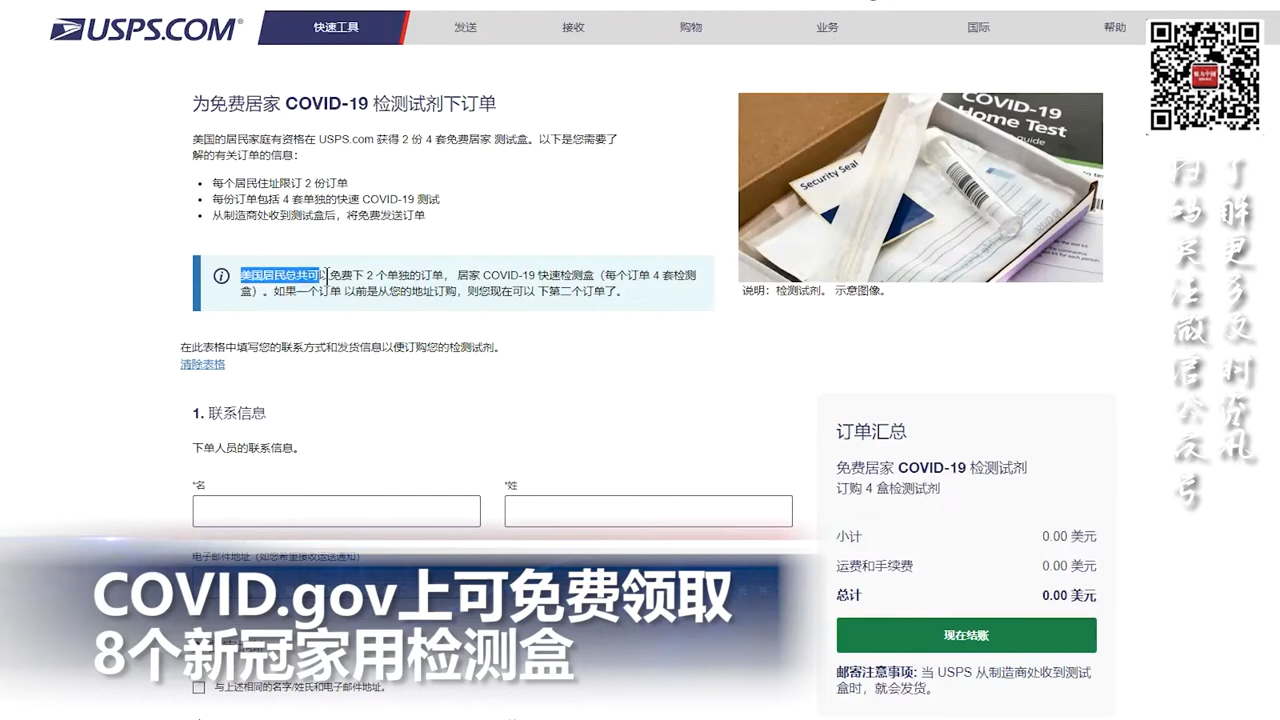 USPS.COM
快速工具
发送
接收
购物
业务
国际
帮助
为免费居家 COVID-19 检测试剂下订单
美国的居民家庭有资格在 USPS.com 获得 2 份 4 套免费居家 测试盒。以下是您需要了
解的有关订单的信息：
每个居民住址限订 2 份订单
每份订单包括 4 套单独的快速 COVID-19 测试
从制造商处收到测试盒后，将免费发送订单
美国居民总共可以免费下 2 个单独的订单， 居家 COVID-19 快速检测盒（每个订单 4 套检测
盒）。如果一个订单 以前是从您的地址订购，则您现在可以 下第二个订单了。
COVID-19
Home Test
guide
Security Seal
说明：检测试剂。 示意图像。
了解更多及时资讯
扫码关注微信公众号
在此表格中填写您的联系方式和发货信息以便订购您的检测试剂。
清除表格
1. 联系信息
下单人员的联系信息。
*名
*姓
电子邮件地址（如您希望接收运送通知）
订单汇总
免费居家 COVID-19 检测试剂
订购 4 盒检测试剂
小计
0.00 美元
运费和手续费
0.00 美元
总计
0.00 美元
现在结账
邮寄注意事项: 当 USPS 从制造商处收到测试
盒时，就会发货。
COVID.gov上可免费领取
8个新冠家用检测盒
与上述相同的名字/姓氏和电子邮件地址。